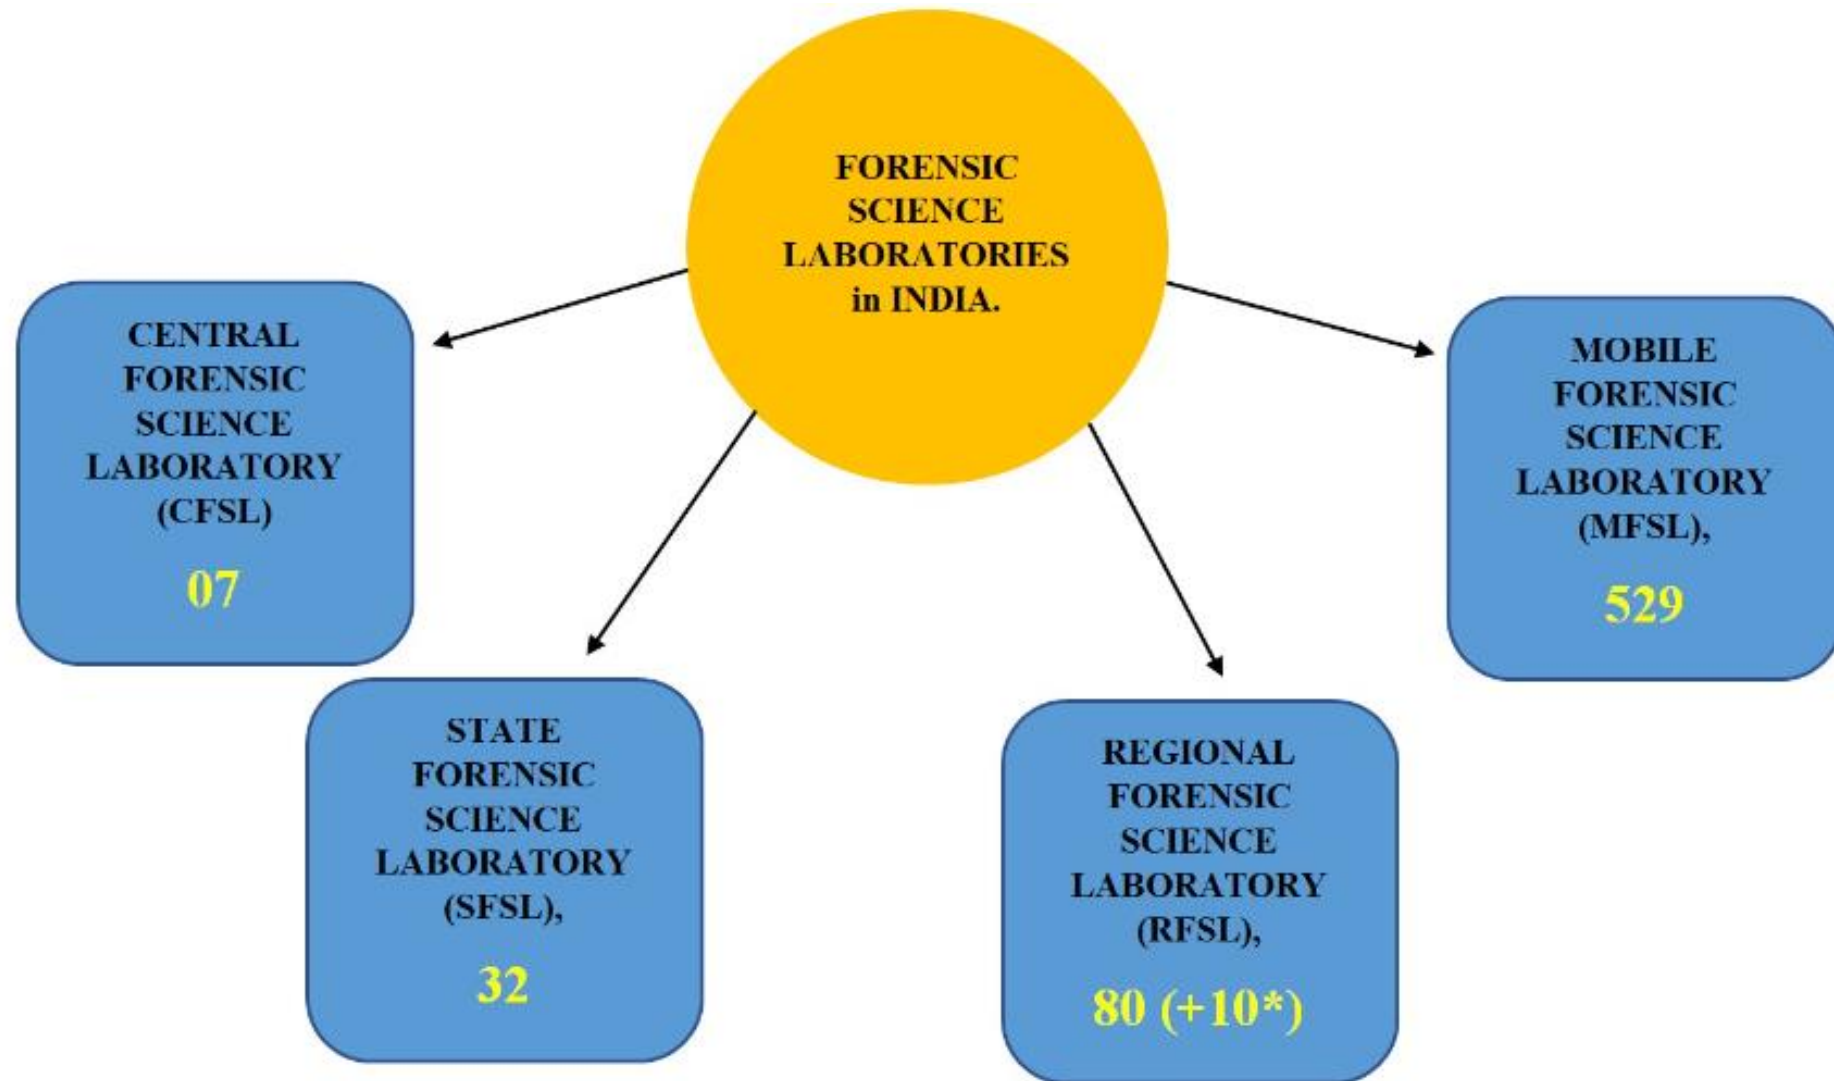 FORENSIC
SCIENCE
LABORATORIES
in INDIA.
CENTRAL
FORENSIC
SCIENCE
LABORATORY
(CFSL)
07
STATE
FORENSIC
SCIENCE
LABORATORY
(SFSL),
32
REGIONAL
FORENSIC
SCIENCE
LABORATORY
(RFSL),
80 (+10*)
MOBILE
FORENSIC
SCIENCE
LABORATORY
(MFSL),
529